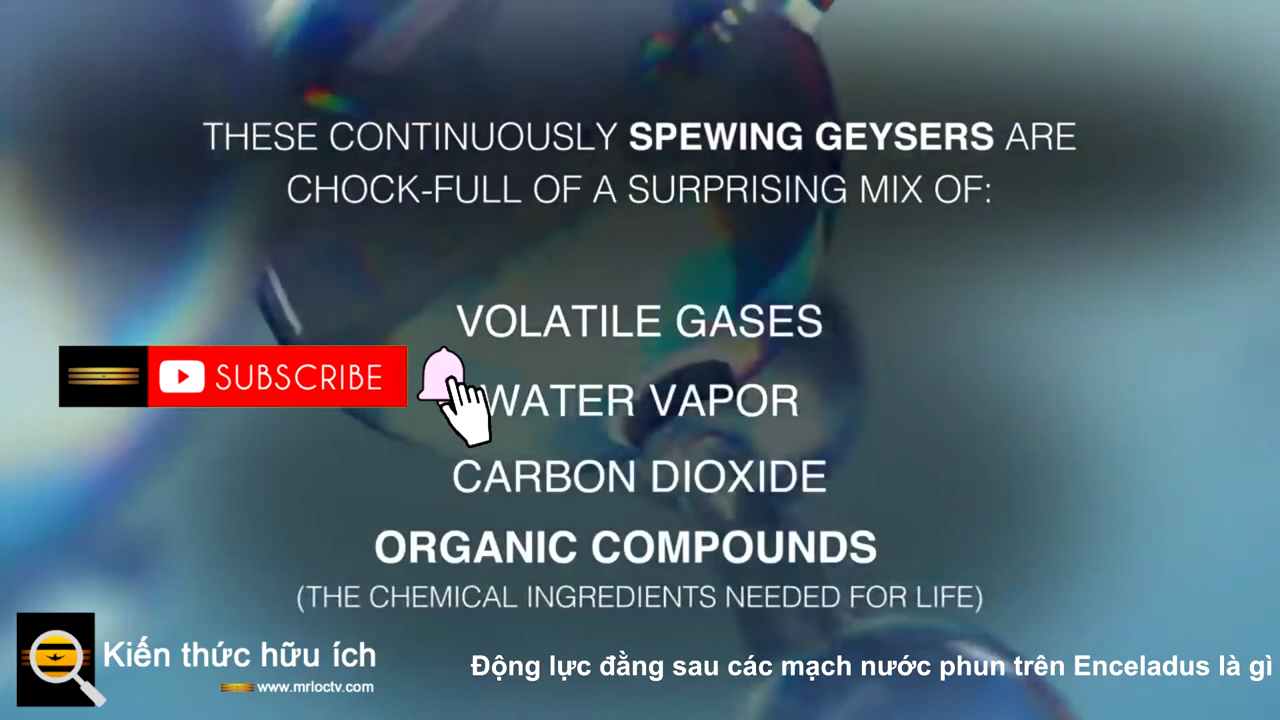 THESE CONTINUOUSLY SPEWING GEYSERS ARE
CHOCK-FULL OF A SURPRISING MIX OF:
VOLATILE GASES
SUBSCRIBE
WATER VAPOR
CARBON DIOXIDE
ORGANIC COMPOUNDS
(THE CHEMICAL INGREDIENTS NEEDED FOR LIFE)
Kiến thức hữu ích
www.mrloctv.com
Động lực đằng sau các mạch nước phun trên Enceladus là gì